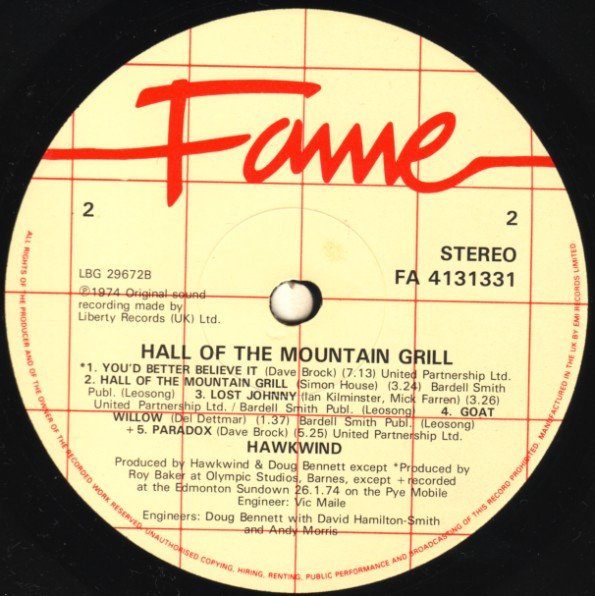 Fame
2
2
STEREO
FA 4131331
LBG 29672B
℗1974 Original sound
recording made by
Liberty Records (UK) Ltd.
HALL OF THE MOUNTAIN GRILL
*1. YOU'D BETTER BELIEVE IT (Dave Brock) (7.13) United Partnership Ltd.
2. HALL OF THE MOUNTAIN GRILL (Simon House) (3.24) Bardell Smith
Publ. (Leosong) 3. LOST JOHNNY (Ian Kilminster, Mick Farren) (3.26)
United Partnership Ltd. / Bardell Smith Publ. (Leosong) 4. GOAT
WILLOW (Del Dettmar) (1.37) Bardell Smith Publ. (Leosong)
+5. PARADOX (Dave Brock) (5.25) United Partnership Ltd.
HAWKWIND
Produced by Hawkwind & Doug Bennett except *Produced by
Roy Baker at Olympic Studios, Barnes, except +recorded
at the Edmonton Sundown 26.1.74 on the Pye Mobile
Engineer: Vic Maile
Engineers: Doug Bennett with David Hamilton-Smith
and Andy Morris
ALL RIGHTS OF THE PRODUCER AND OF THE OWNER OF THE RECORDED WORK RESERVED. UNAUTHORISED COPYING, HIRING, RENTING, PUBLIC PERFORMANCE AND BROADCASTING OF THIS RECORD PROHIBITED. MANUFACTURED IN THE UK BY EMI RECORDS LIMITED.